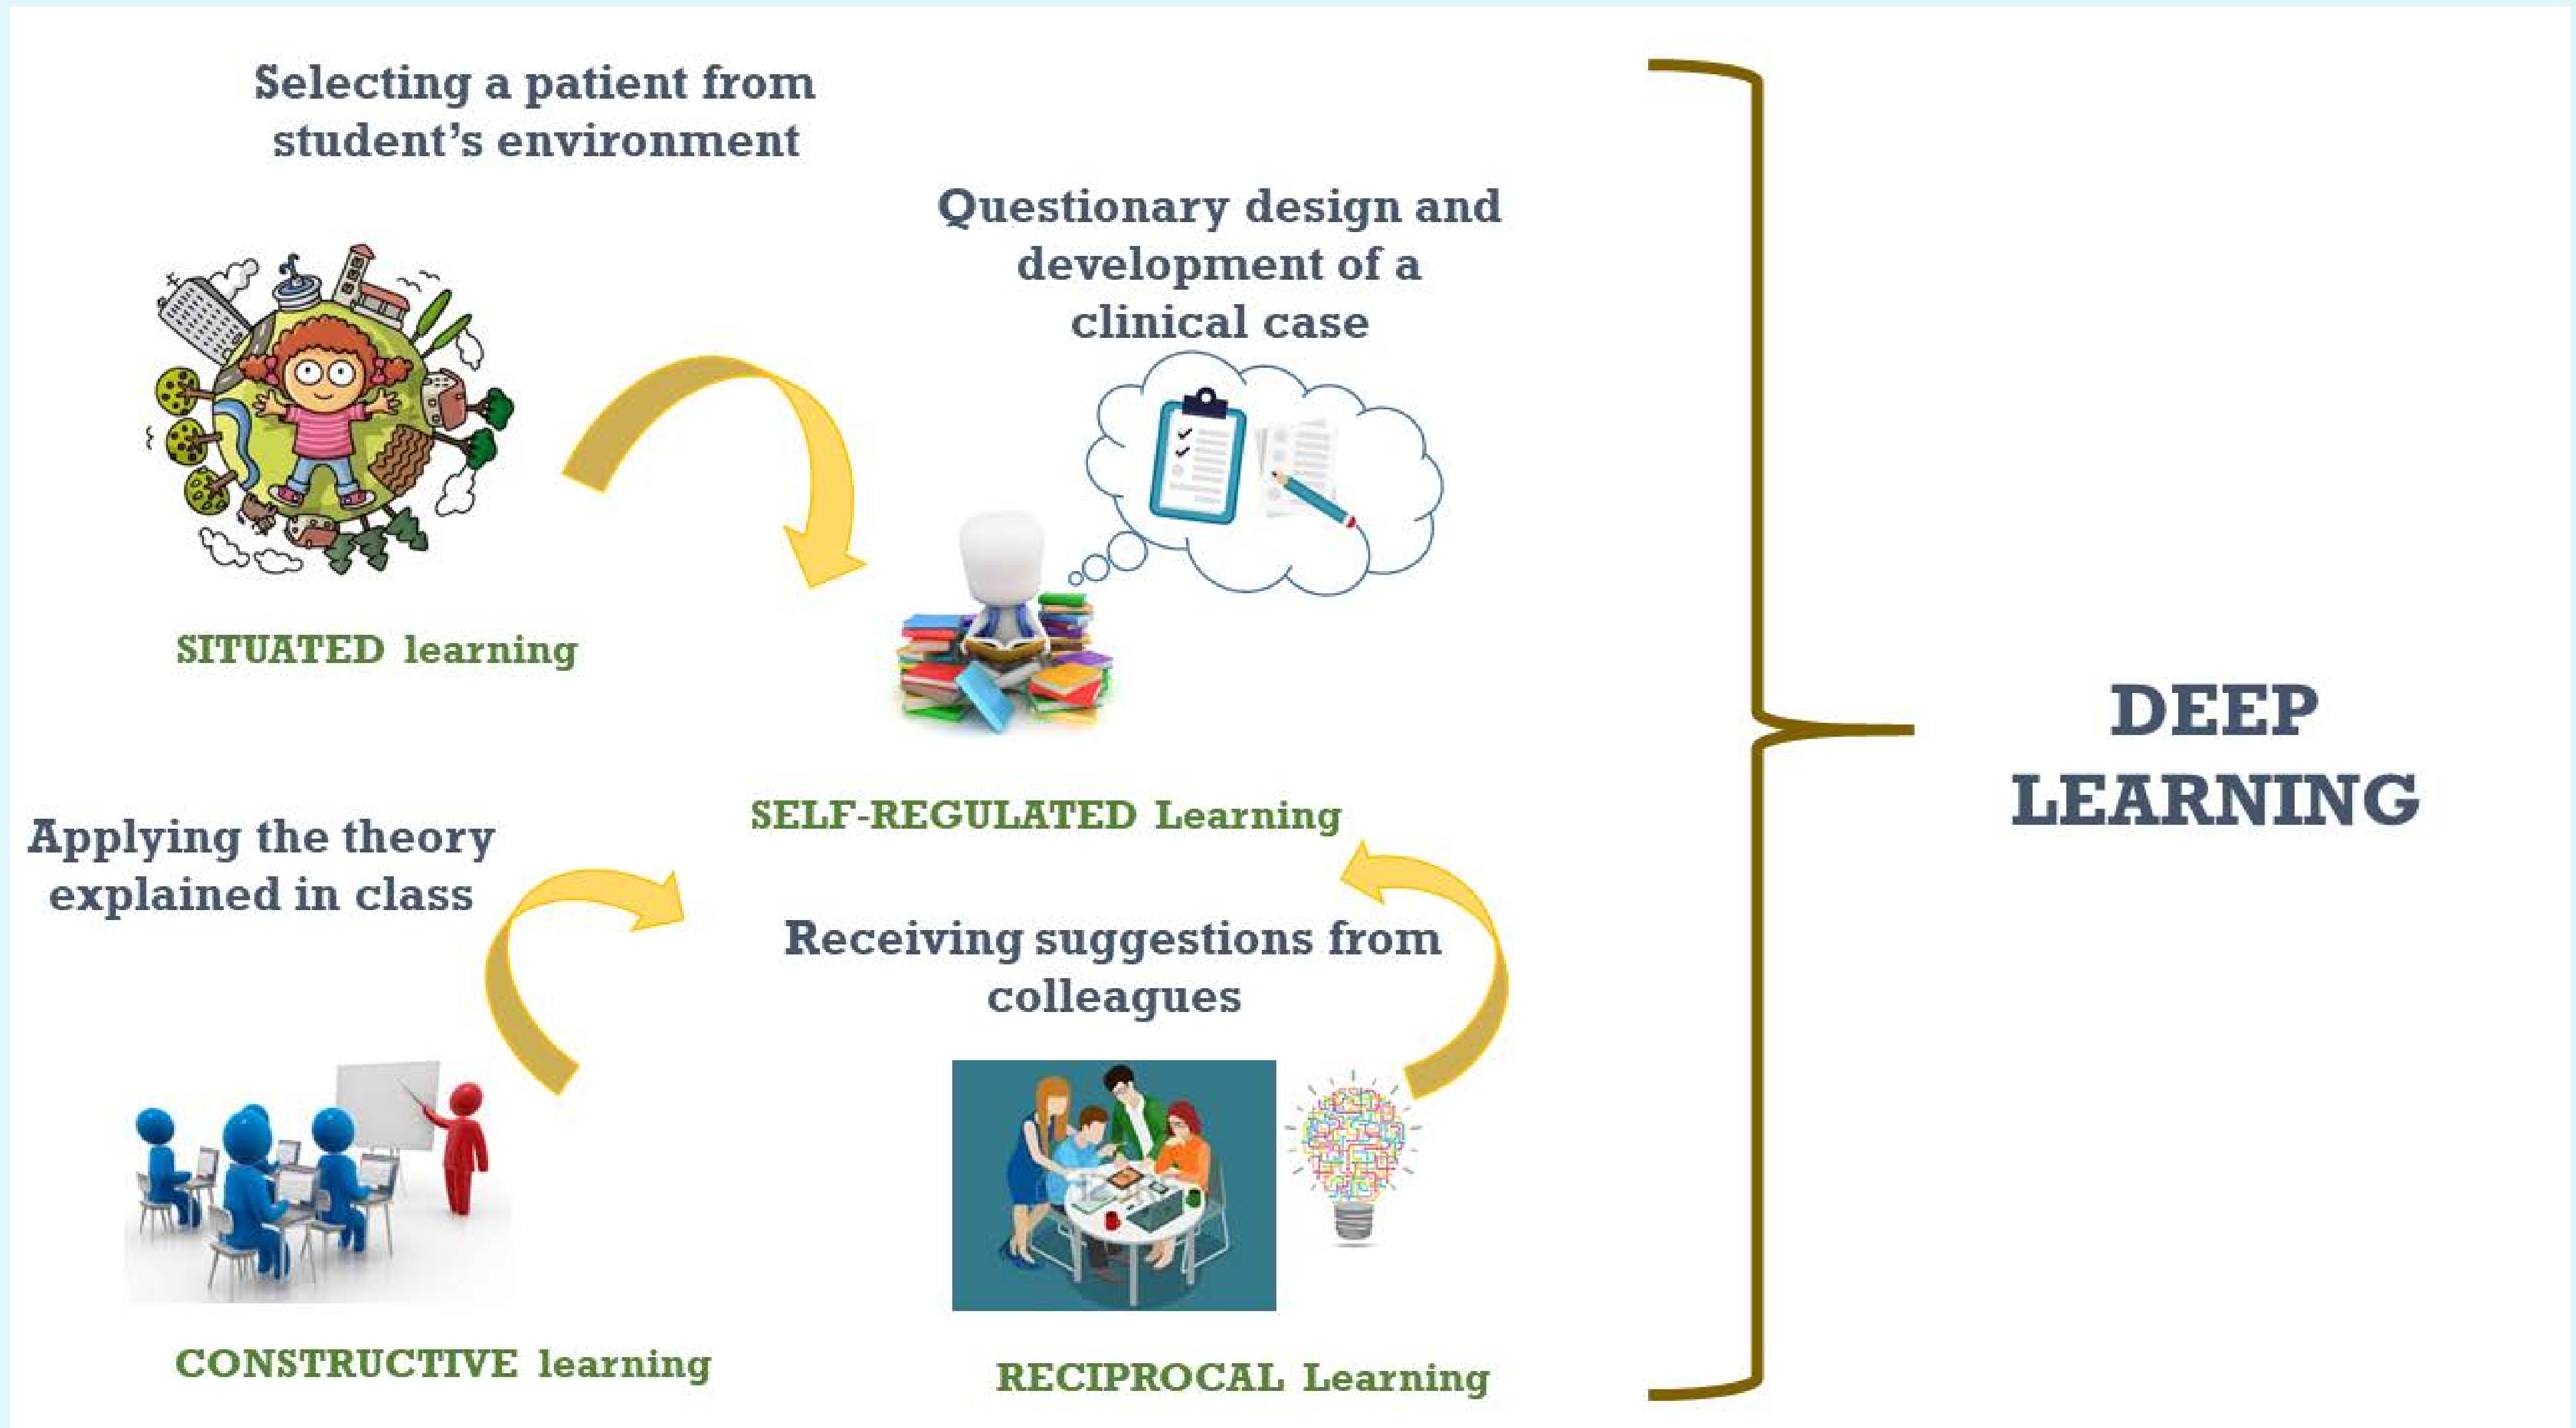 Selecting a patient from
student's environment
Questionary design and
development of a
clinical case
SITUATED learning
SELF-REGULATED Learning
Applying the theory
explained in class
Receiving suggestions from
colleagues
CONSTRUCTIVE learning
RECIPROCAL Learning
DEEP
LEARNING